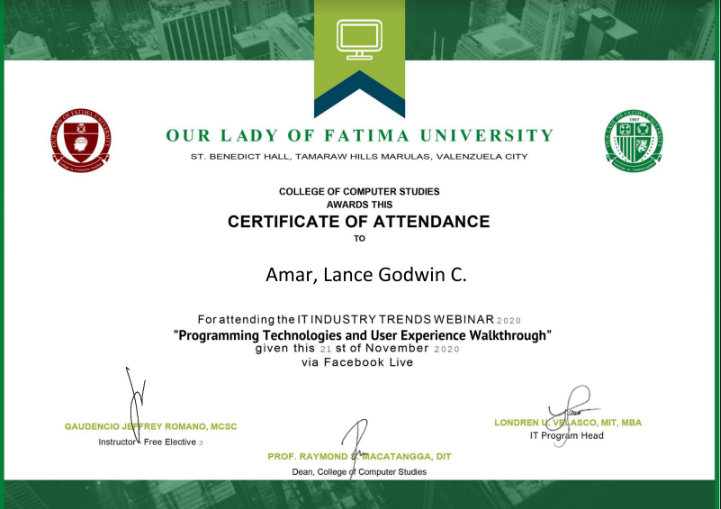 OUR LADY OF FATIMA UNIVERSITY
ST. BENEDICT HALL, TAMARAW HILLS MARULAS, VALENZUELA CITY
COLLEGE OF COMPUTER STUDIES
AWARDS THIS
CERTIFICATE OF ATTENDANCE
TO
Amar, Lance Godwin C.
For attending the IT INDUSTRY TRENDS WEBINAR 2020
"Programming Technologies and User Experience Walkthrough"
given this 21 st of November 2020
via Facebook Live
GAUDENCIO JEFFREY ROMANO, MCSC
Instructor - Free Elective 3
LONDREN U. VELASCO, MIT, MBA
IT Program Head
PROF. RAYMOND S. MACATANGGA, DIT
Dean, College of Computer Studies